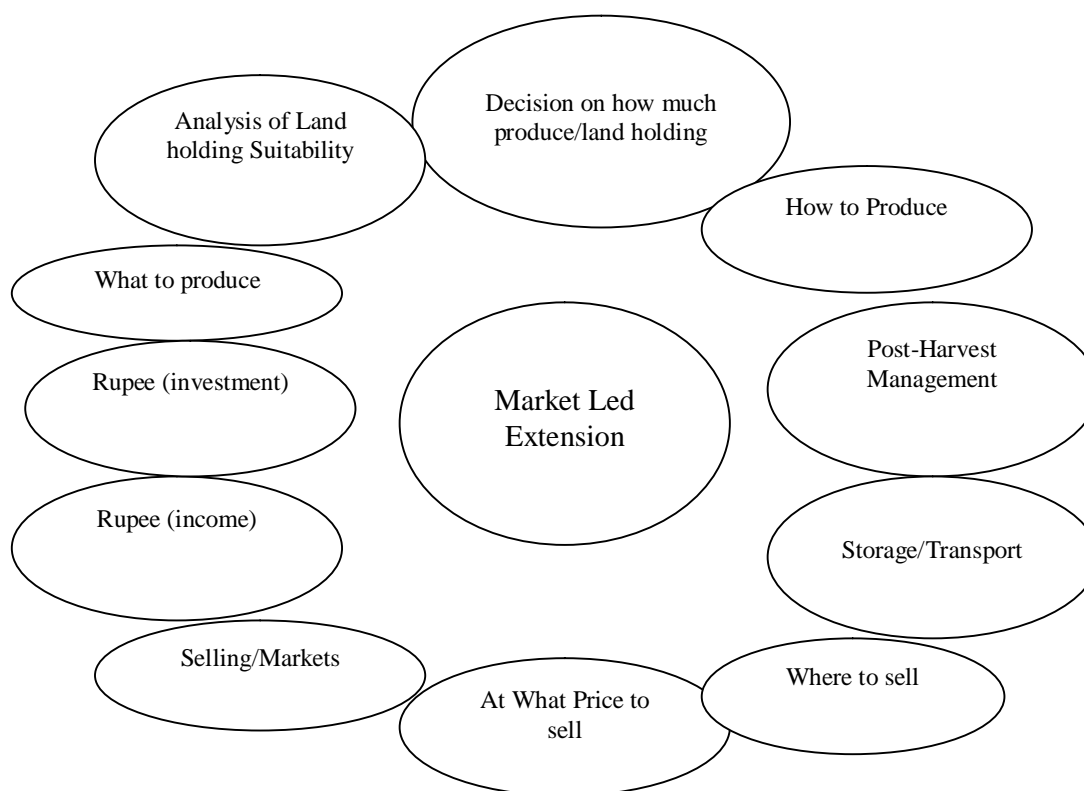 Decision on how much
produce/land holding
Analysis of Land
holding Suitability
How to Produce
What to produce
Post-Harvest
Management
Rupee (investment)
Market Led
Extension
Rupee (income)
Storage/Transport
Selling/Markets
Where to sell
At What Price to
sell